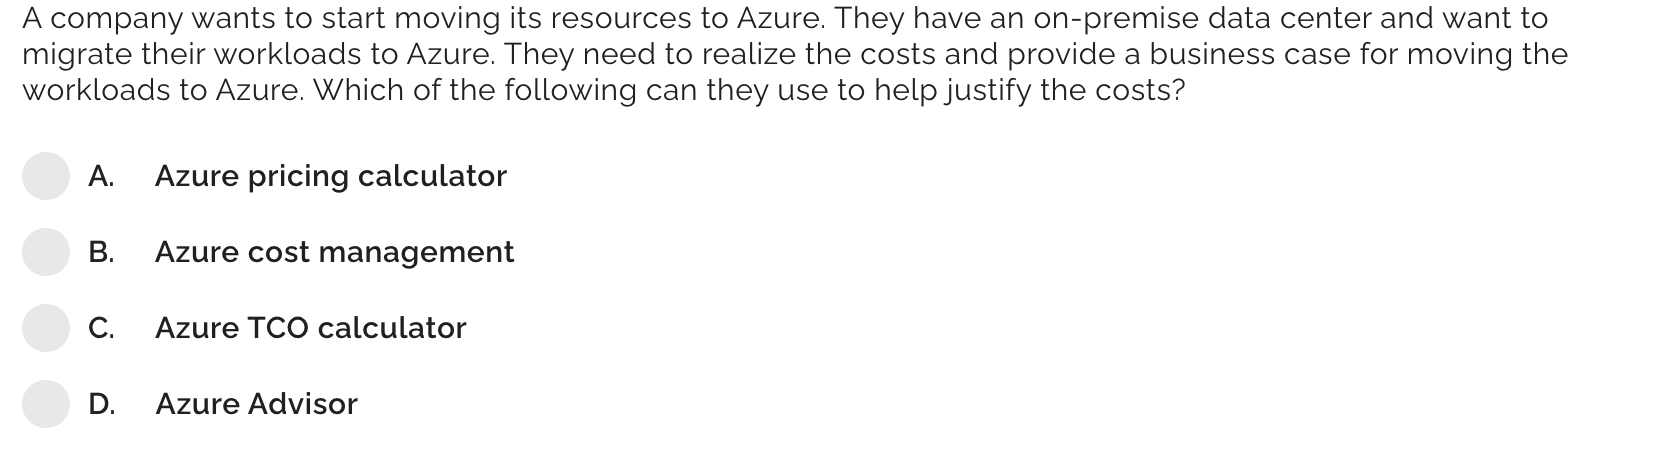 A company wants to start moving its resources to Azure. They have an on-premise data center and want to
migrate their workloads to Azure. They need to realize the costs and provide a business case for moving the
workloads to Azure. Which of the following can they use to help justify the costs?
A. Azure pricing calculator
B. Azure cost management
C. Azure TCO calculator
D. Azure Advisor